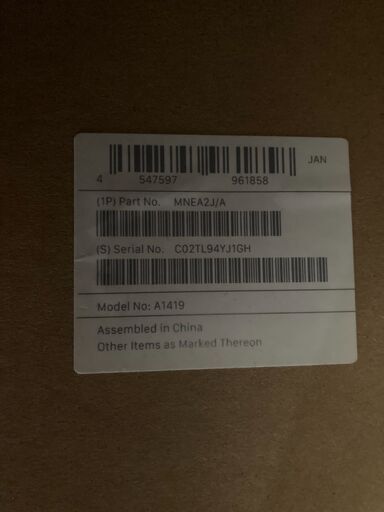 JAN
4 547597 961858
(1P) Part No. MNEA2J/A
(S) Serial No. C02TL94YJ1GH
Model No: A1419
Assembled in China
Other Items as Marked Thereon